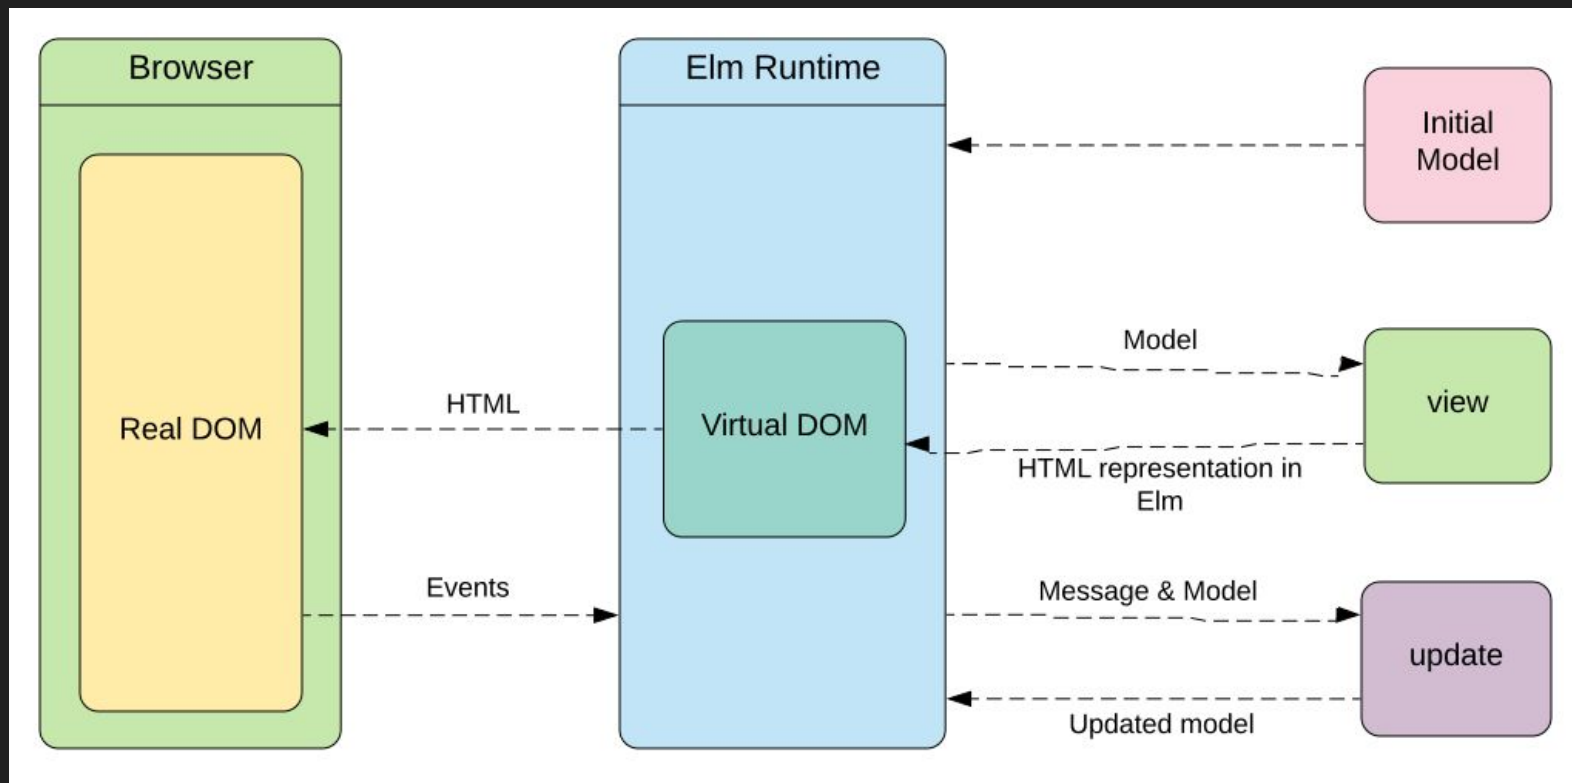 Browser
Elm Runtime
Initial
Model
Model
HTML
Real DOM
Virtual DOM
view
HTML representation in
Elm
Events
Message & Model
update
Updated model